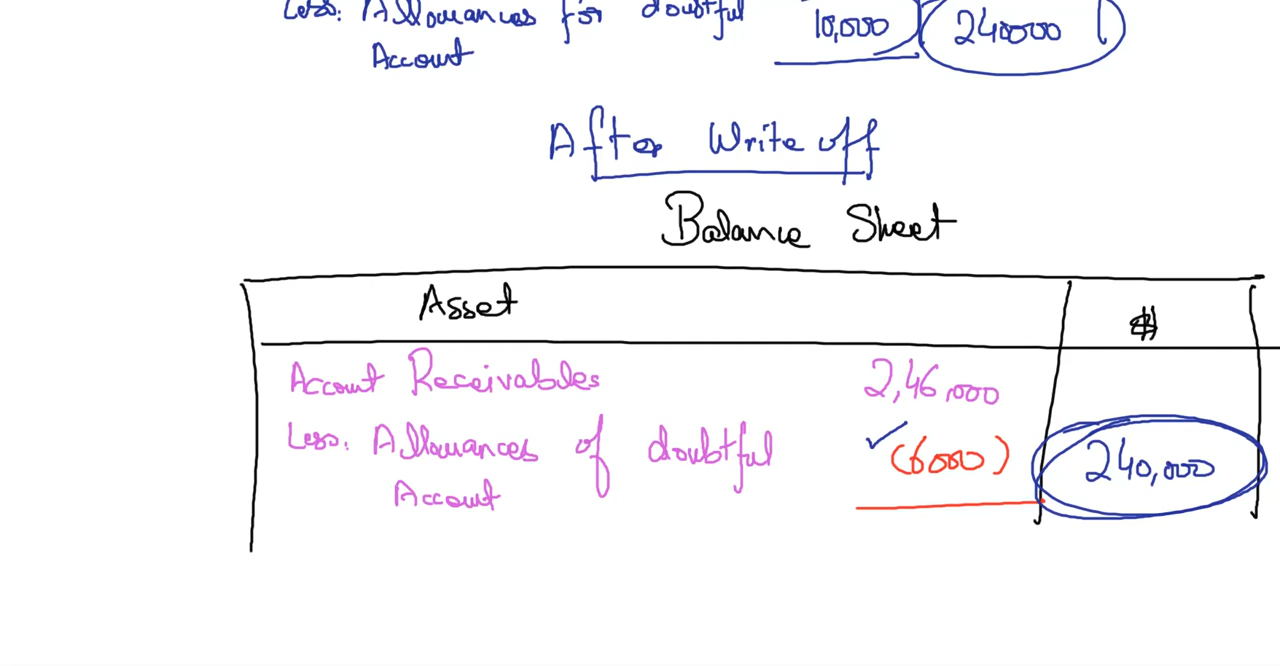 Less: Allowances for doubtful 10,000 240000
Account
After Write off
Balance Sheet
Asset $
Account Receivables 2,46,000
Less: Allowances of doubtful (6000) 240,000
Account